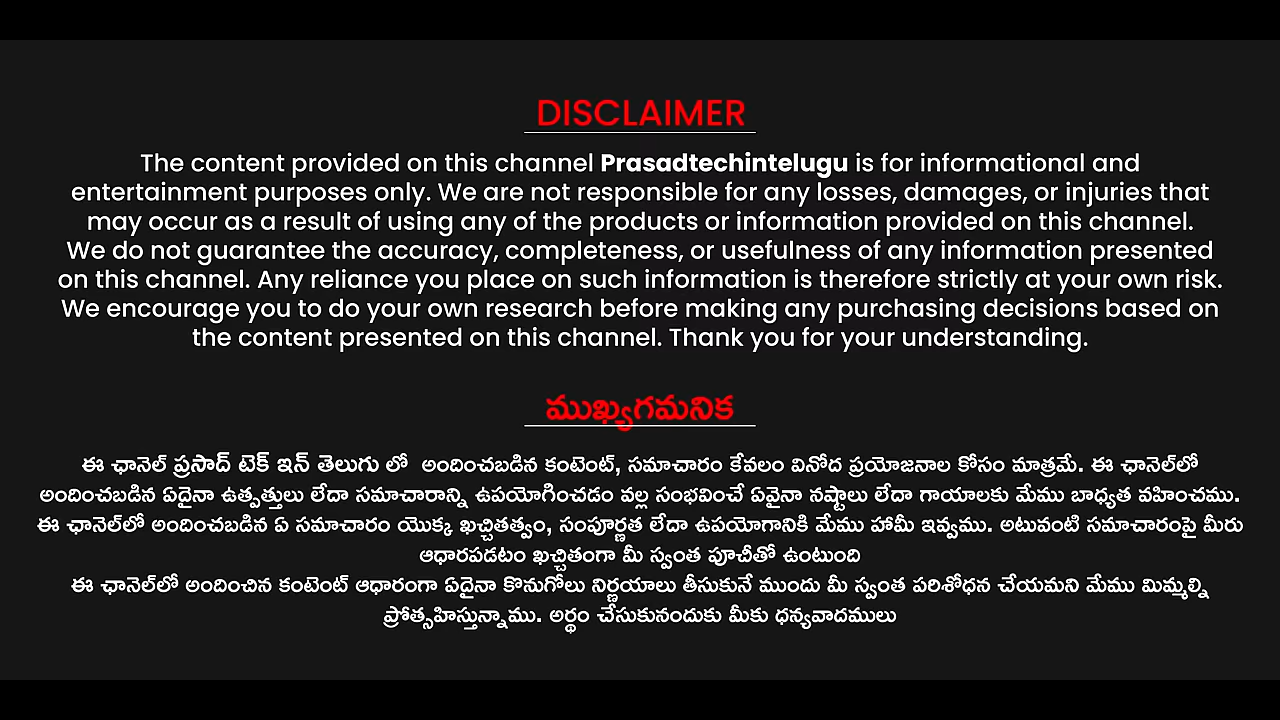 DISCLAIMER
The content provided on this channel Prasadtechintelugu is for informational and
entertainment purposes only. We are not responsible for any losses, damages, or injuries that
may occur as a result of using any of the products or information provided on this channel.
We do not guarantee the accuracy, completeness, or usefulness of any information presented
on this channel. Any reliance you place on such information is therefore strictly at your own risk.
We encourage you to do your own research before making any purchasing decisions based on
the content presented on this channel. Thank you for your understanding.
ముఖ్యగమనిక
ఈ ఛానెల్ ప్రసాద్ టెక్ ఇన్ తెలుగు లో అందించబడిన కంటెంట్, సమాచారం కేవలం వినోద ప్రయోజనాల కోసం మాత్రమే. ఈ ఛానెల్‌లో
అందించబడిన ఏదైనా ఉత్పత్తులు లేదా సమాచారాన్ని ఉపయోగించడం వల్ల సంభవించే ఏవైనా నష్టాలు లేదా గాయాలకు మేము బాధ్యత వహించము.
ఈ ఛానెల్‌లో అందించబడిన ఏ సమాచారం యొక్క ఖచ్చితత్వం, సంపూర్ణత లేదా ఉపయోగానికి మేము హామీ ఇవ్వము. అటువంటి సమాచారంపై మీరు
ఆధారపడటం ఖచ్చితంగా మీ స్వంత పూచీతో ఉంటుంది
ఈ ఛానెల్‌లో అందించిన కంటెంట్ ఆధారంగా ఏదైనా కొనుగోలు నిర్ణయాలు తీసుకునే ముందు మీ స్వంత పరిశోధన చేయమని మేము మిమ్మల్ని
ప్రోత్సహిస్తున్నాము. అర్థం చేసుకునందుకు మీకు ధన్యవాదములు